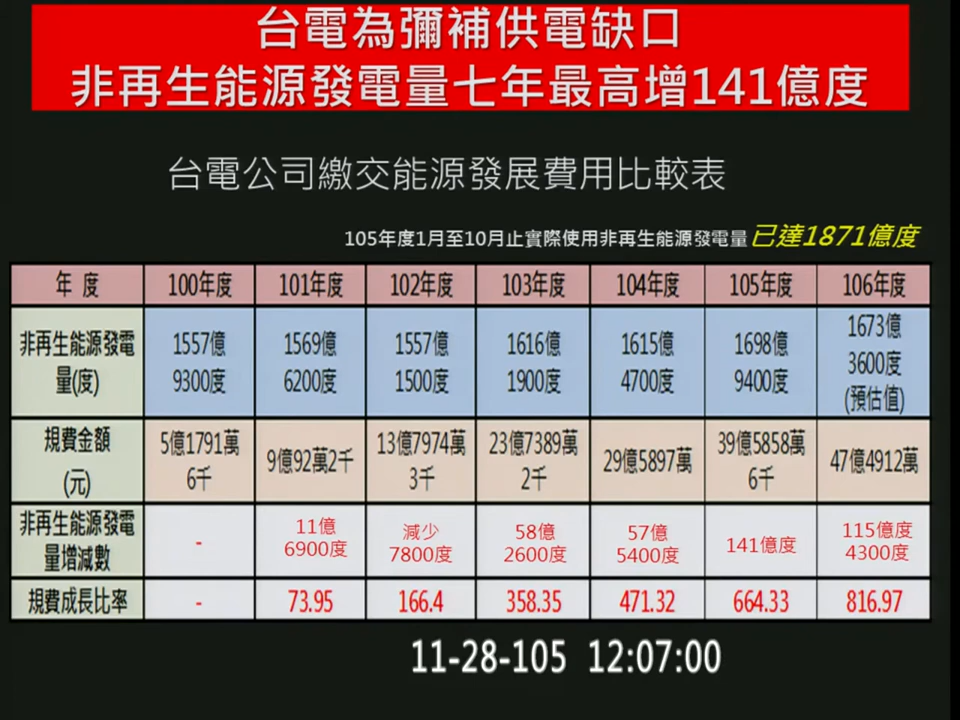 台電為彌補供電缺口
非再生能源發電量七年最高增141億度
台電公司繳交能源發展費用比較表
105年度1月至10月止實際使用非再生能源發電量已達1871億度
年 度 100年度 101年度 102年度 103年度 104年度 105年度 106年度
非再生能源發電量(度) 1557億9300度 1569億6200度 1557億1500度 1616億1900度 1615億4700度 1698億9400度 1673億3600度(預估值)
規費金額(元) 5億1791萬6千 9億92萬2千 13億7974萬3千 23億7389萬2千 29億5897萬 39億5858萬6千 47億4912萬
非再生能源發電量增減數 - 11億6900度 減少7800度 58億2600度 57億5400度 141億度 115億度4300度
規費成長比率 - 73.95 166.4 358.35 471.32 664.33 816.97
11-28-105 12:07:00